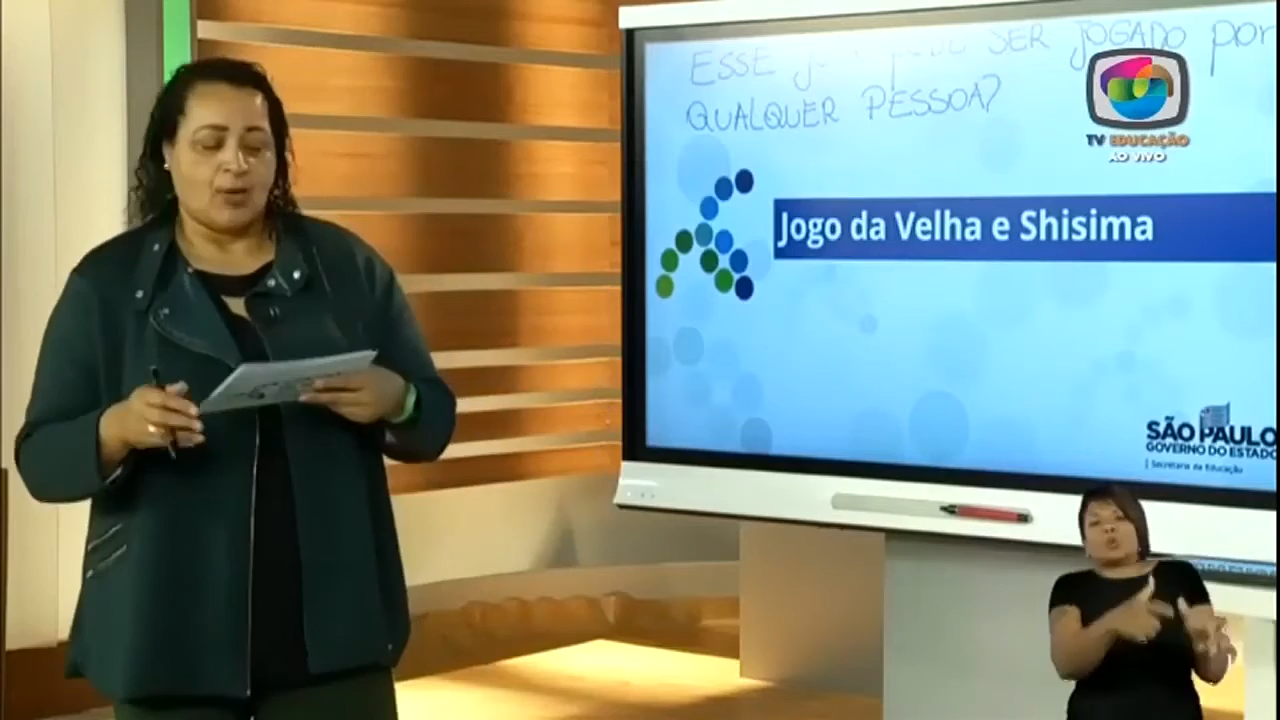 ESSE SER JOGADO POR
QUALQUER PESSOA?
TV EDUCAÇÃO
AO VIVO
Jogo da Velha e Shisima
SÃO PAULO
GOVERNO DO ESTADO
Secretaria da Educação